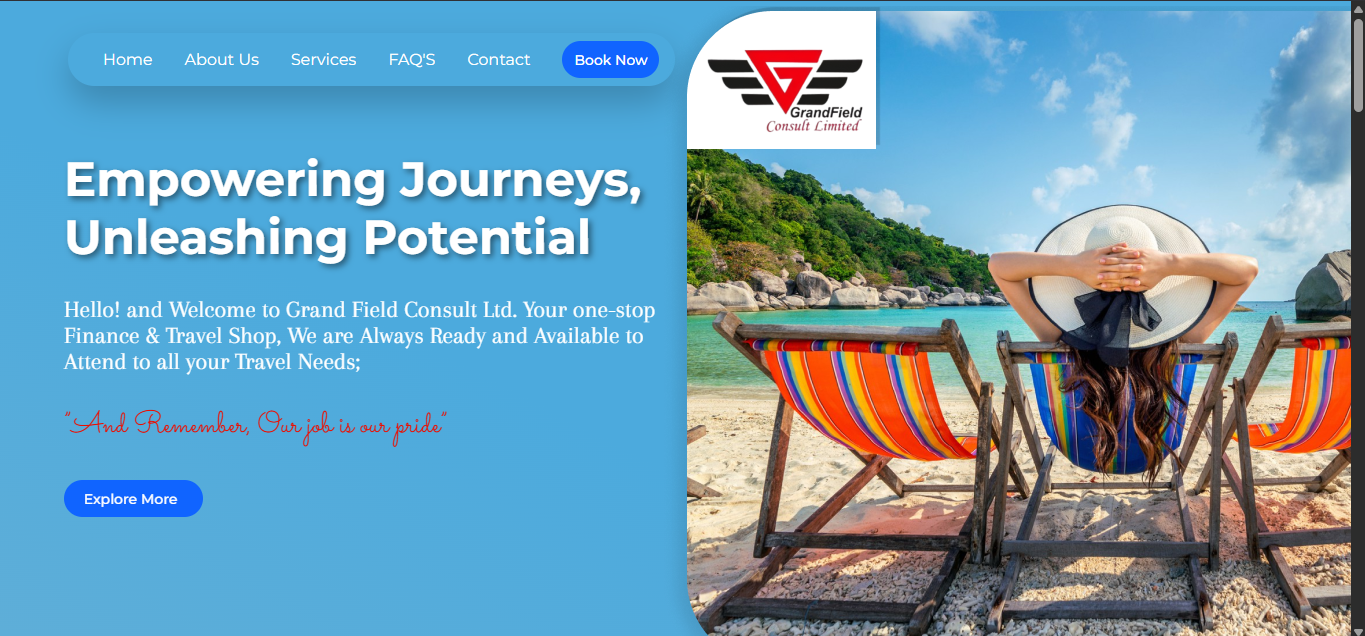 Home About Us Services FAQ'S Contact Book Now
GrandField
Consult Limited
Empowering Journeys,
Unleashing Potential
Hello! and Welcome to Grand Field Consult Ltd. Your one-stop
Finance & Travel Shop, We are Always Ready and Available to
Attend to all your Travel Needs;
"And Remember, Our job is our pride"
Explore More